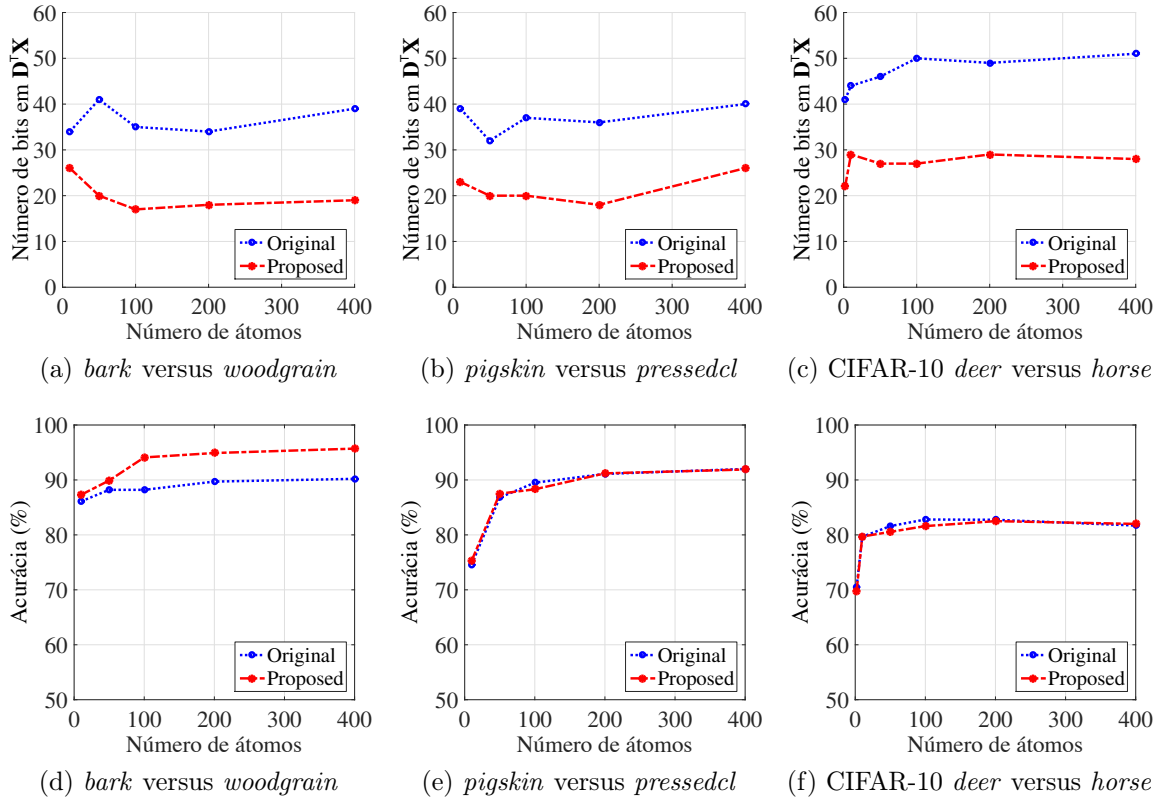 60
50
40
30
20
10
0
Número de bits em DᵀX
0 100 200 300 400
Número de átomos
Original
Proposed
(a) bark versus woodgrain
60
50
40
30
20
10
0
Número de bits em DᵀX
0 100 200 300 400
Número de átomos
Original
Proposed
(b) pigskin versus pressedcl
60
50
40
30
20
10
0
Número de bits em DᵀX
0 100 200 300 400
Número de átomos
Original
Proposed
(c) CIFAR-10 deer versus horse
100
90
80
70
60
50
Acurácia (%)
0 100 200 300 400
Número de átomos
Original
Proposed
(d) bark versus woodgrain
100
90
80
70
60
50
Acurácia (%)
0 100 200 300 400
Número de átomos
Original
Proposed
(e) pigskin versus pressedcl
100
90
80
70
60
50
Acurácia (%)
0 100 200 300 400
Número de átomos
Original
Proposed
(f) CIFAR-10 deer versus horse